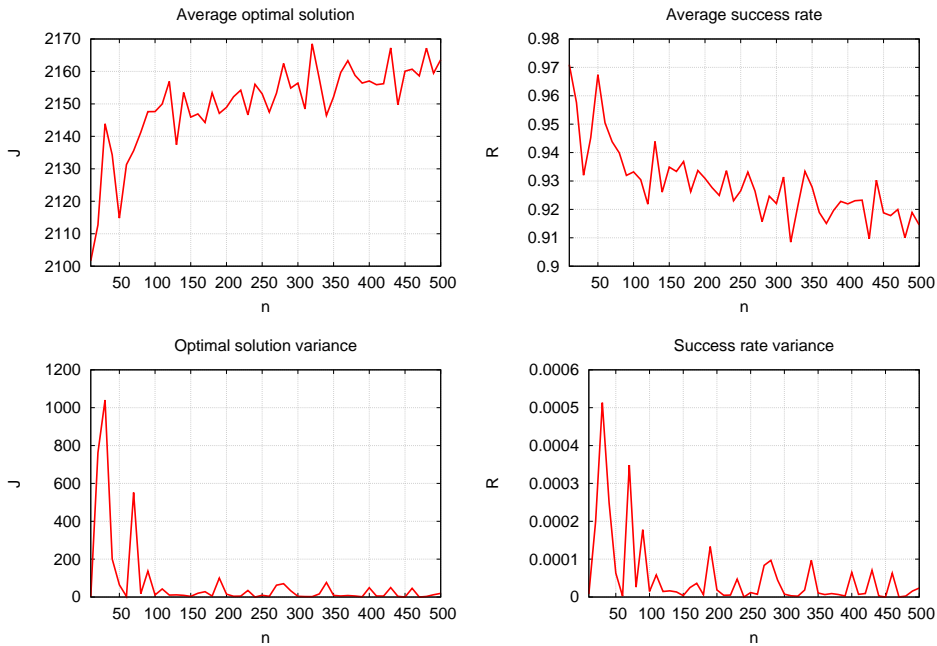 Average optimal solution
2170
2160
2150
2140
2130
2120
2110
2100
J
50 100 150 200 250 300 350 400 450 500
n
Average success rate
0.98
0.97
0.96
0.95
0.94
0.93
0.92
0.91
0.9
R
50 100 150 200 250 300 350 400 450 500
n
Optimal solution variance
1200
1000
800
600
400
200
0
J
50 100 150 200 250 300 350 400 450 500
n
Success rate variance
0.0006
0.0005
0.0004
0.0003
0.0002
0.0001
0
R
50 100 150 200 250 300 350 400 450 500
n